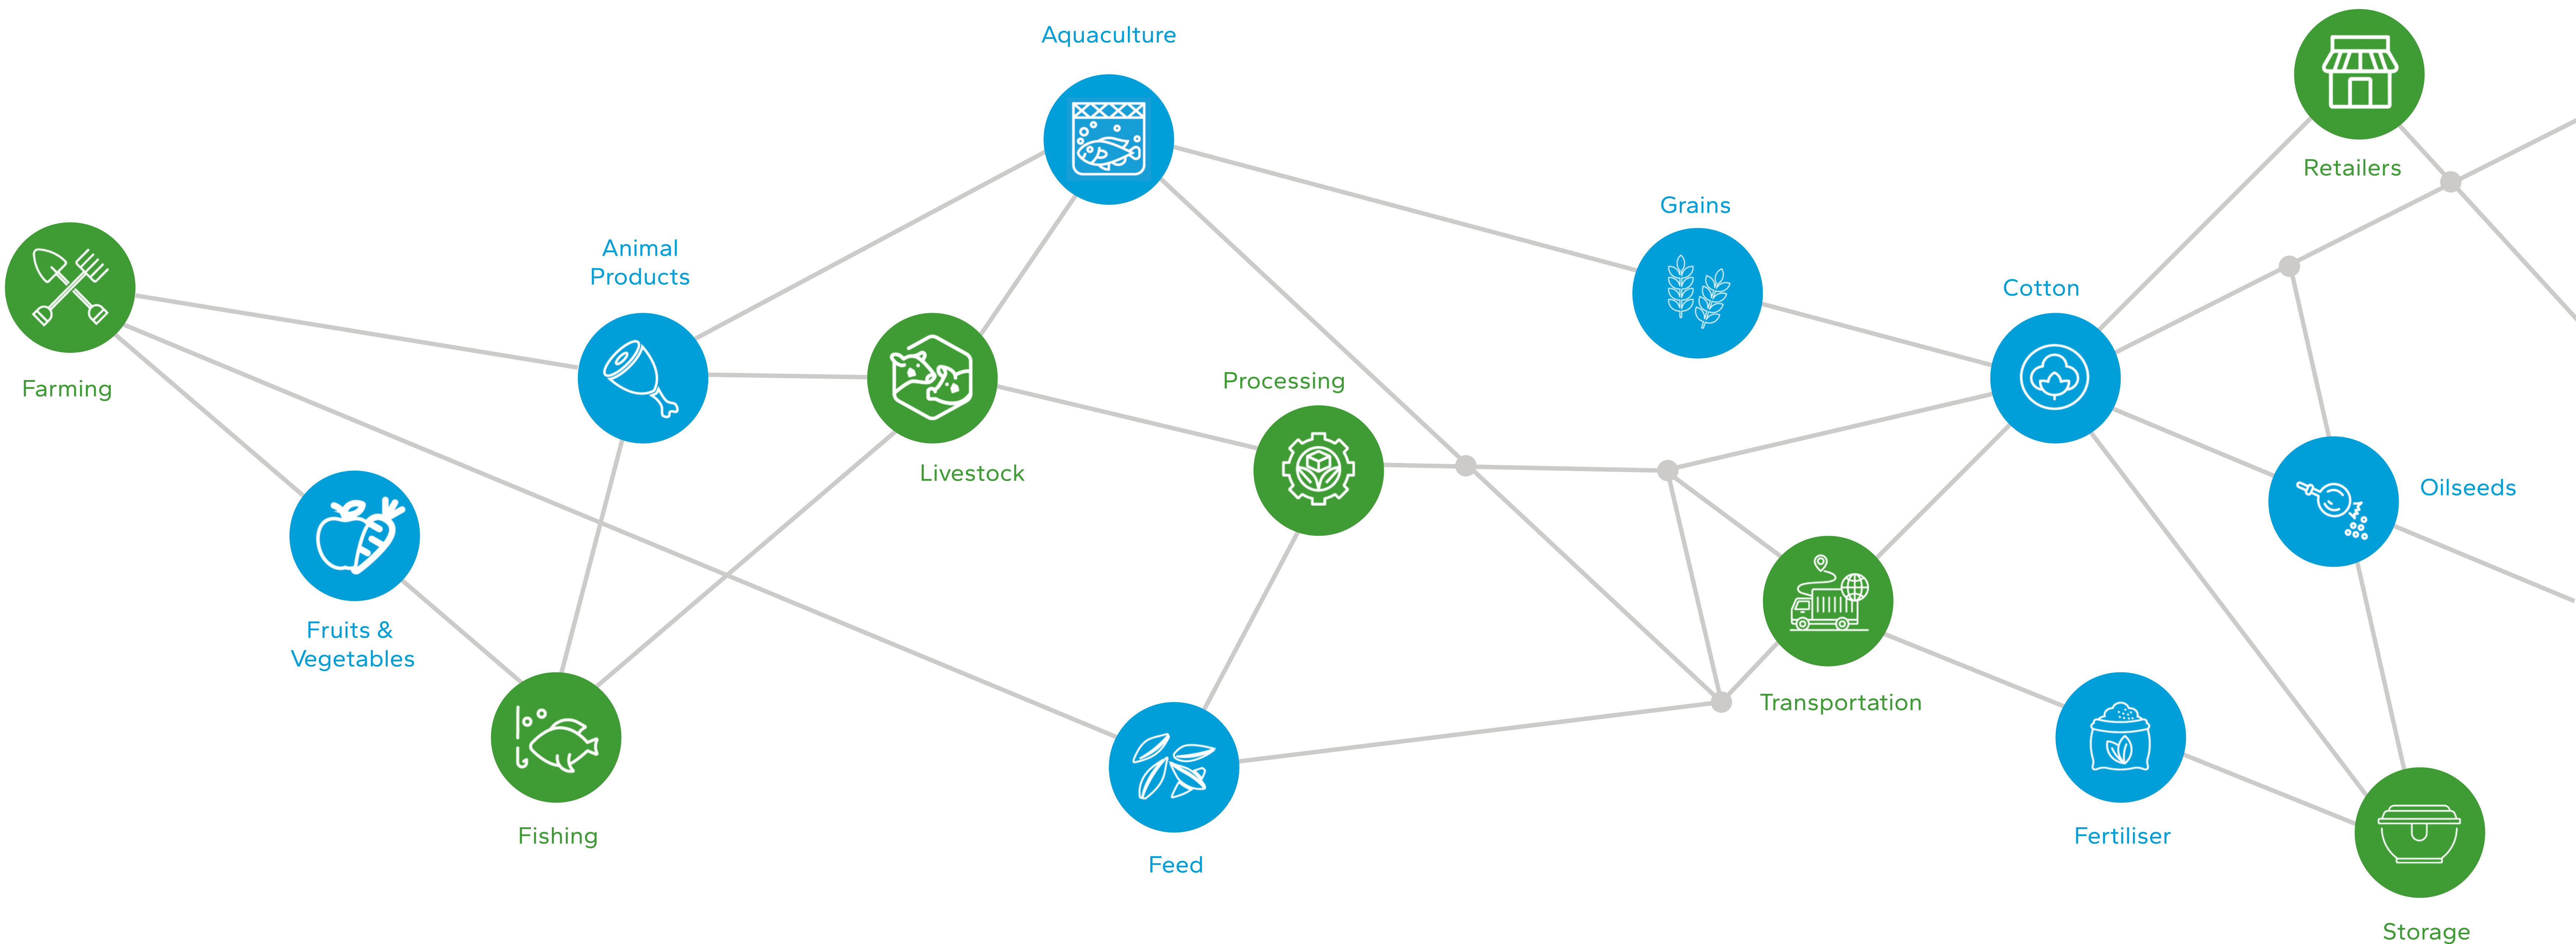 Aquaculture
Retailers
Grains
Animal
Products
Cotton
Farming
Processing
Livestock
Oilseeds
Fruits &
Vegetables
Transportation
Fishing
Fertiliser
Feed
Storage